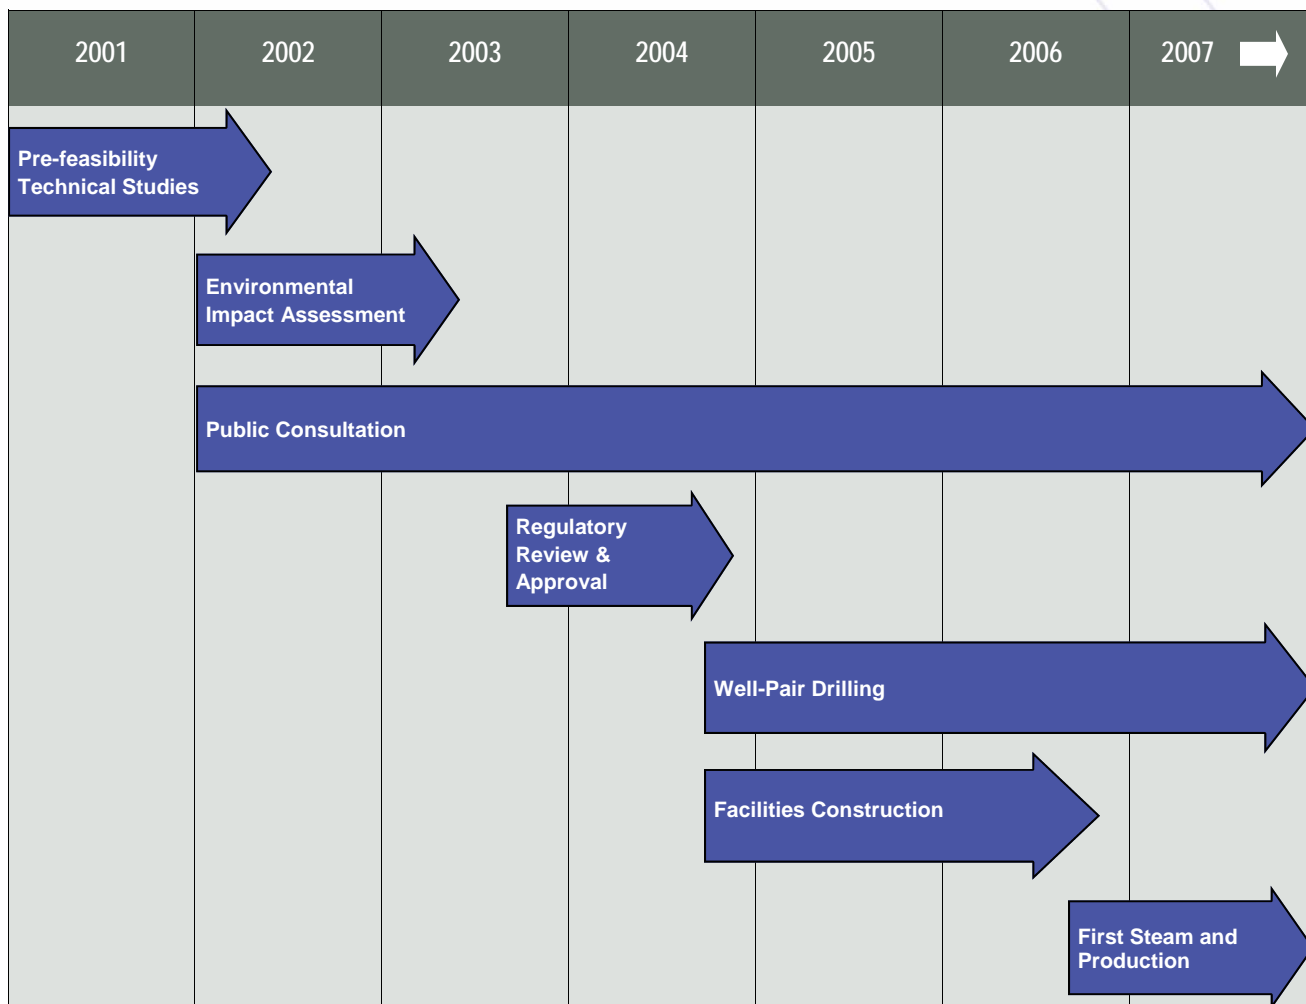 2001 2002 2003 2004 2005 2006 2007
Pre-feasibility
Technical Studies
Environmental
Impact Assessment
Public Consultation
Regulatory
Review &
Approval
Well-Pair Drilling
Facilities Construction
First Steam and
Production